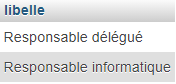 libelle
Responsable délégué
Responsable informatique